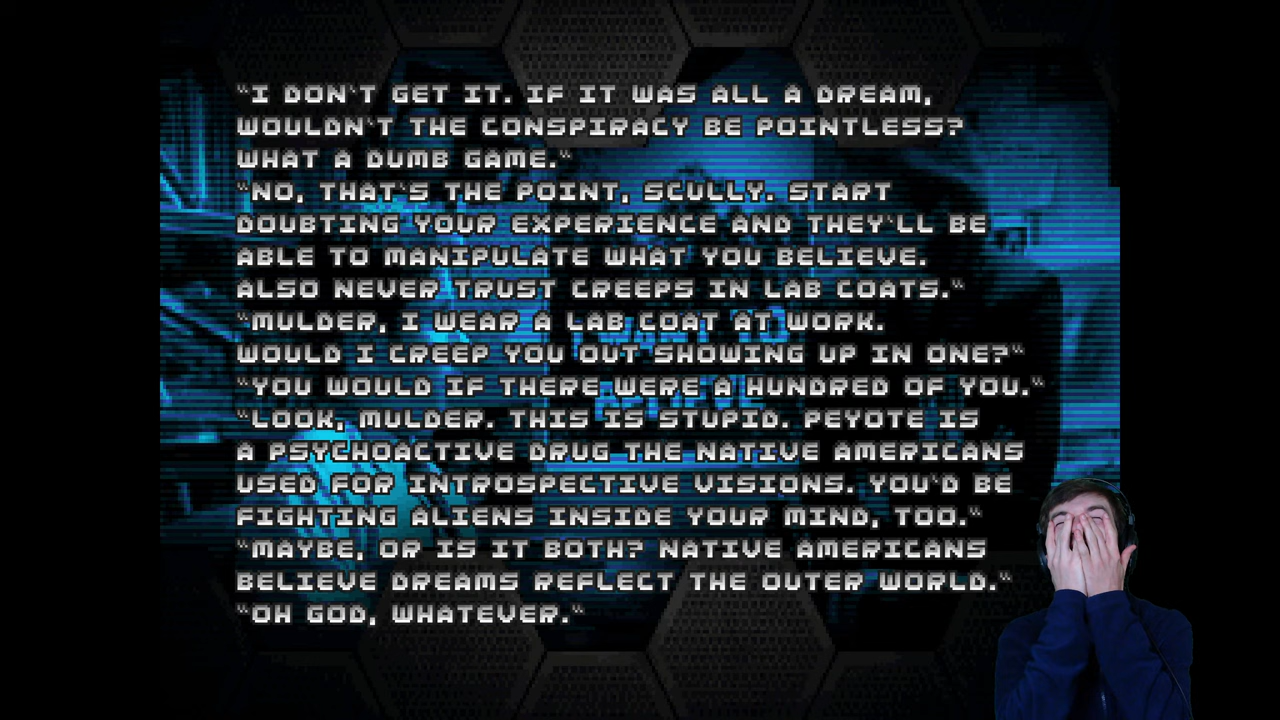 "I DON'T GET IT. IF IT WAS ALL A DREAM,
WOULDN'T THE CONSPIRACY BE POINTLESS?
WHAT A DUMB GAME."
"NO, THAT'S THE POINT, SCULLY. START
DOUBTING YOUR EXPERIENCE AND THEY'LL BE
ABLE TO MANIPULATE WHAT YOU BELIEVE.
ALSO NEVER TRUST CREEPS IN LAB COATS."
"MULDER, I WEAR A LAB COAT AT WORK.
WOULD I CREEP YOU OUT SHOWING UP IN ONE?"
"YOU WOULD IF THERE WERE A HUNDRED OF YOU."
"LOOK, MULDER. THIS IS STUPID. PEYOTE IS
A PSYCHOACTIVE DRUG THE NATIVE AMERICANS
USED FOR INTROSPECTIVE VISIONS. YOU'D BE
FIGHTING ALIENS INSIDE YOUR MIND, TOO."
"MAYBE, OR IS IT BOTH? NATIVE AMERICANS
BELIEVE DREAMS REFLECT THE OUTER WORLD."
"OH GOD, WHATEVER."